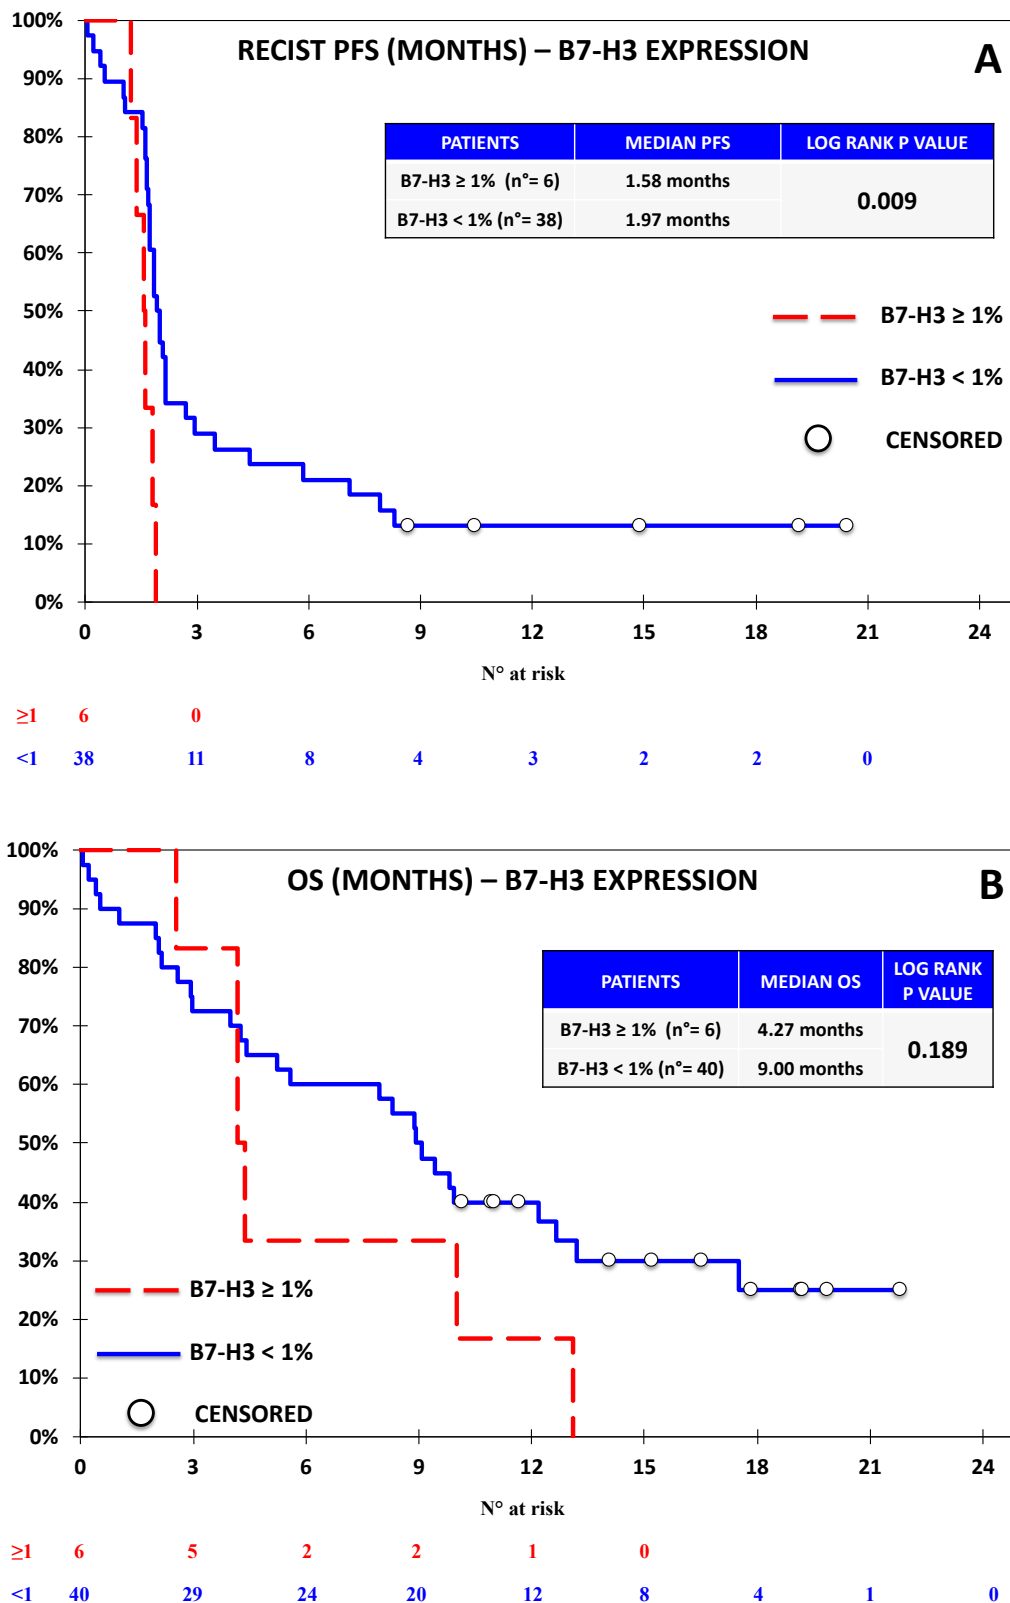 RECIST PFS (MONTHS) – B7-H3 EXPRESSION
A
100%
90%
80%
70%
60%
50%
40%
30%
20%
10%
0%
PATIENTS MEDIAN PFS LOG RANK P VALUE
B7-H3 ≥ 1% (n°= 6) 1.58 months
0.009
B7-H3 < 1% (n°= 38) 1.97 months
B7-H3 ≥ 1%
B7-H3 < 1%
CENSORED
0 3 6 9 12 15 18 21 24
N° at risk
≥1 6 0
<1 38 11 8 4 3 2 2 0
OS (MONTHS) – B7-H3 EXPRESSION
B
100%
90%
80%
70%
60%
50%
40%
30%
20%
10%
0%
PATIENTS MEDIAN OS LOG RANK
P VALUE
B7-H3 ≥ 1% (n°= 6) 4.27 months
0.189
B7-H3 < 1% (n°= 40) 9.00 months
B7-H3 ≥ 1%
B7-H3 < 1%
CENSORED
0 3 6 9 12 15 18 21 24
N° at risk
≥1 6 5 2 2 1 0
<1 40 29 24 20 12 8 4 1 0